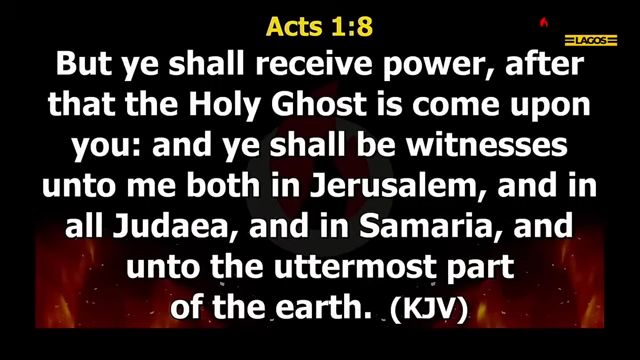 Acts 1:8
LAGOS
But ye shall receive power, after
that the Holy Ghost is come upon
you: and ye shall be witnesses
unto me both in Jerusalem, and in
all Judaea, and in Samaria, and
unto the uttermost part
of the earth. (KJV)